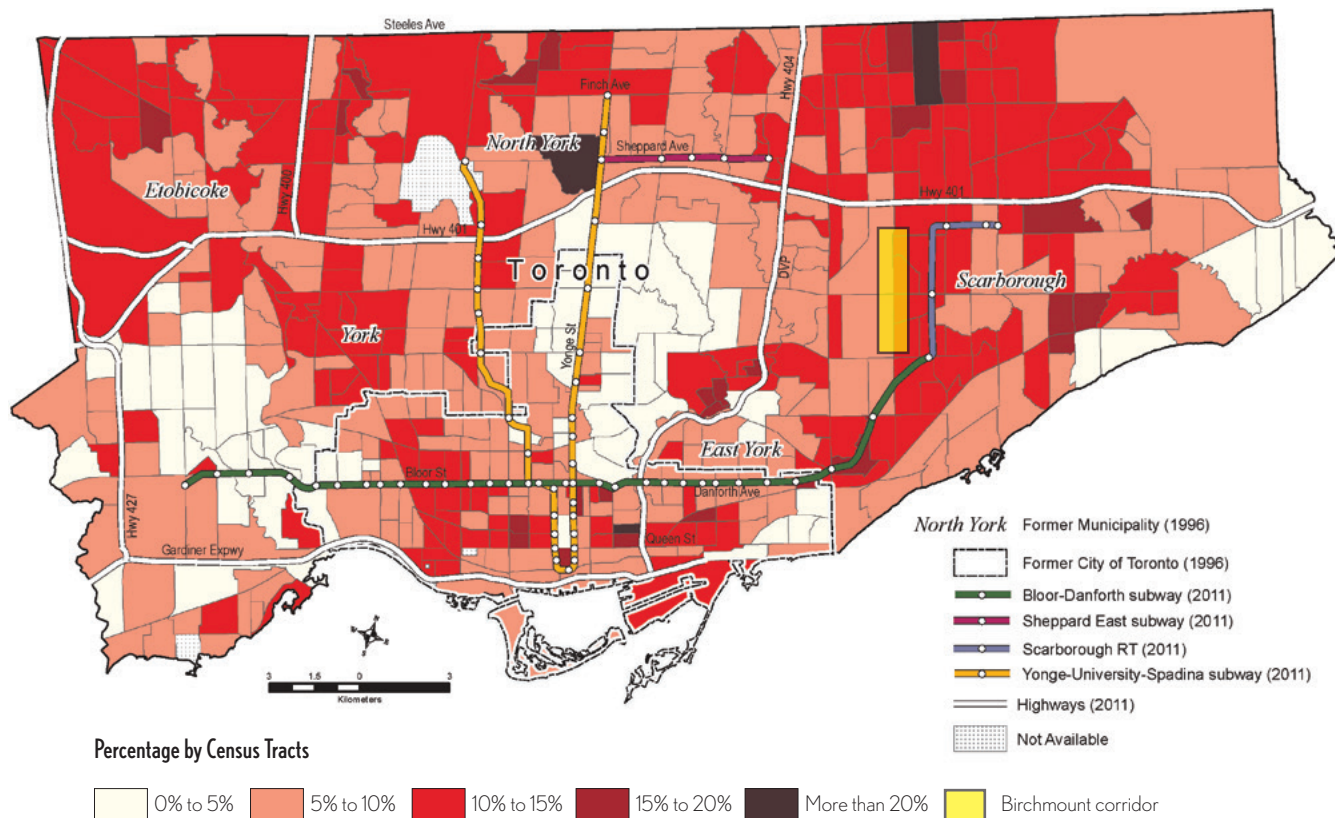 Steeles Ave
Hwy 404
Finch Ave
North York
Sheppard Ave
Etobicoke
Hwy 400
Hwy 401
Hwy 401
Toronto
DVP
Scarborough
York
Yonge St
East York
Bloor St
Danforth Ave
Hwy 427
Queen St
Gardiner Expwy
3 1.5 0 3
Kilometers
North York Former Municipality (1996)
Former City of Toronto (1996)
Bloor-Danforth subway (2011)
Sheppard East subway (2011)
Scarborough RT (2011)
Yonge-University-Spadina subway (2011)
Highways (2011)
Not Available
Percentage by Census Tracts
0% to 5% 5% to 10% 10% to 15% 15% to 20% More than 20% Birchmount corridor